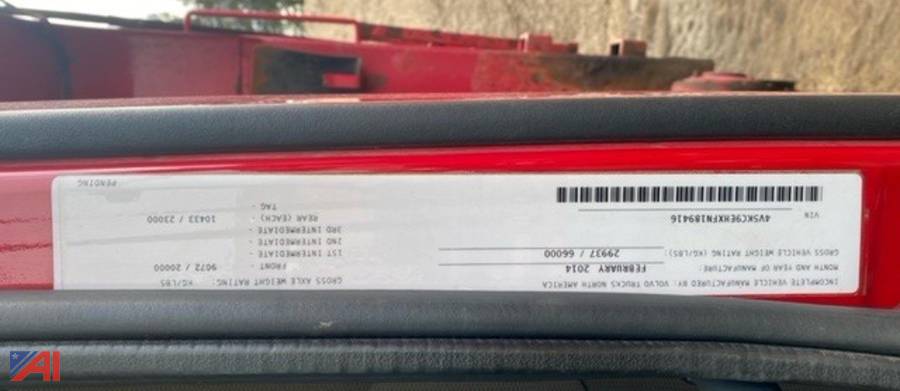 INCOMPLETE VEHICLE MANUFACTURED BY: VOLVO TRUCKS NORTH AMERICA
MONTH AND YEAR OF MANUFACTURE: FEBRUARY 2014
GROSS VEHICLE WEIGHT RATING (KG/LBS): 29937 / 66000
VIN 4V5KC9EHXFN189416
GROSS AXLE WEIGHT RATING: KG/LBS
FRONT - 9072 / 20000
1ST INTERMEDIATE -
2ND INTERMEDIATE -
3RD INTERMEDIATE -
REAR (EACH) - 10433 / 23000
TAG -
PENDING
AI